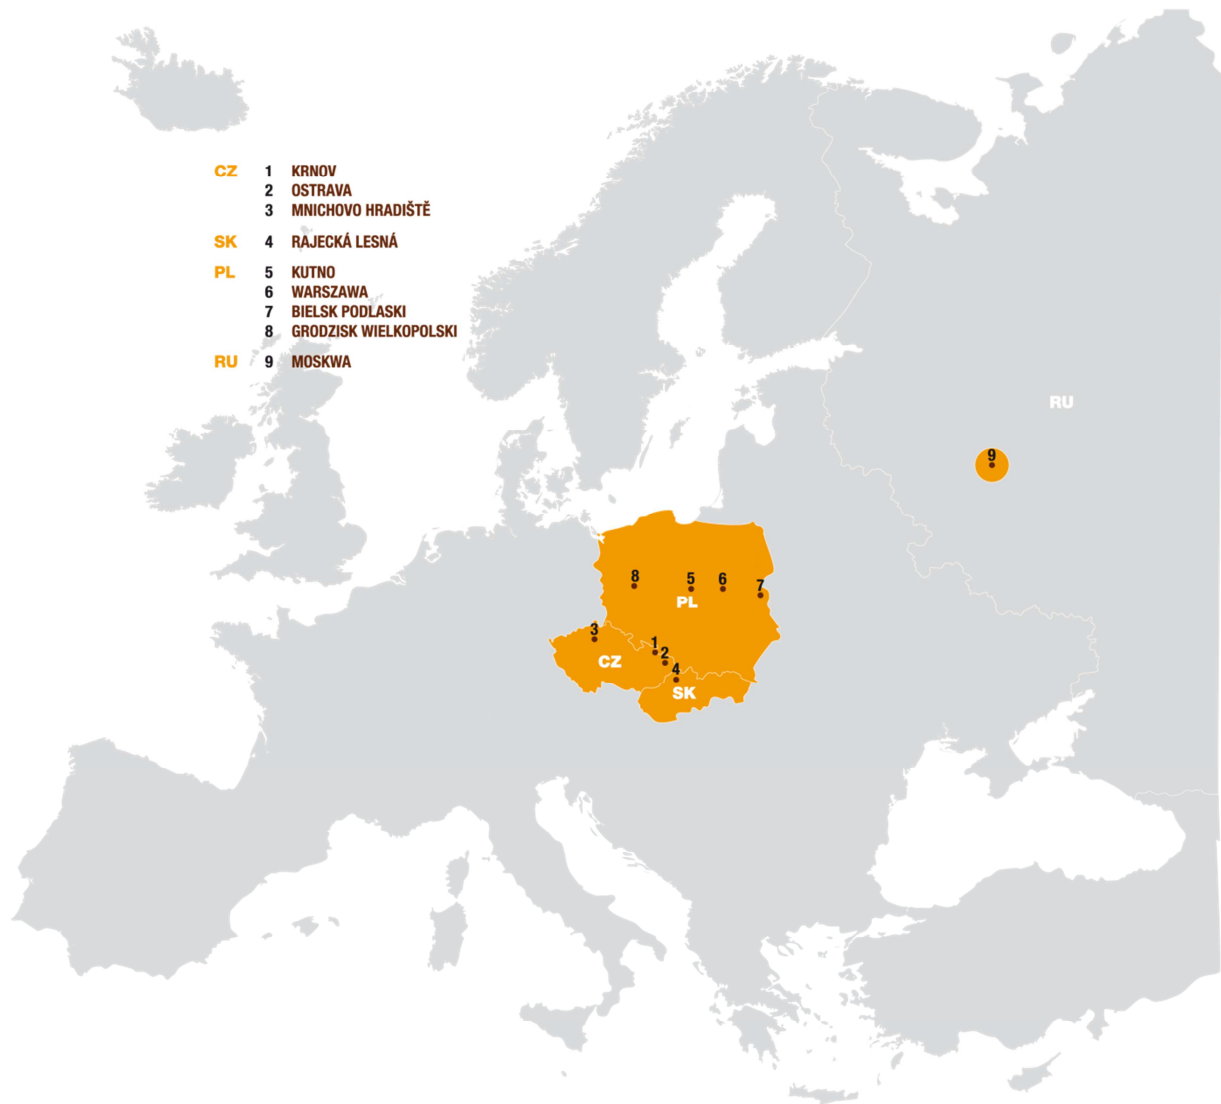 CZ 1 KRNOV
2 OSTRAVA
3 MNICHOVO HRADIŠTĚ
SK 4 RAJECKÁ LESNÁ
PL 5 KUTNO
6 WARSZAWA
7 BIELSK PODLASKI
8 GRODZISK WIELKOPOLSKI
RU 9 MOSKWA
RU
9
8 5 6 7
PL
3
1
CZ 2
4
SK